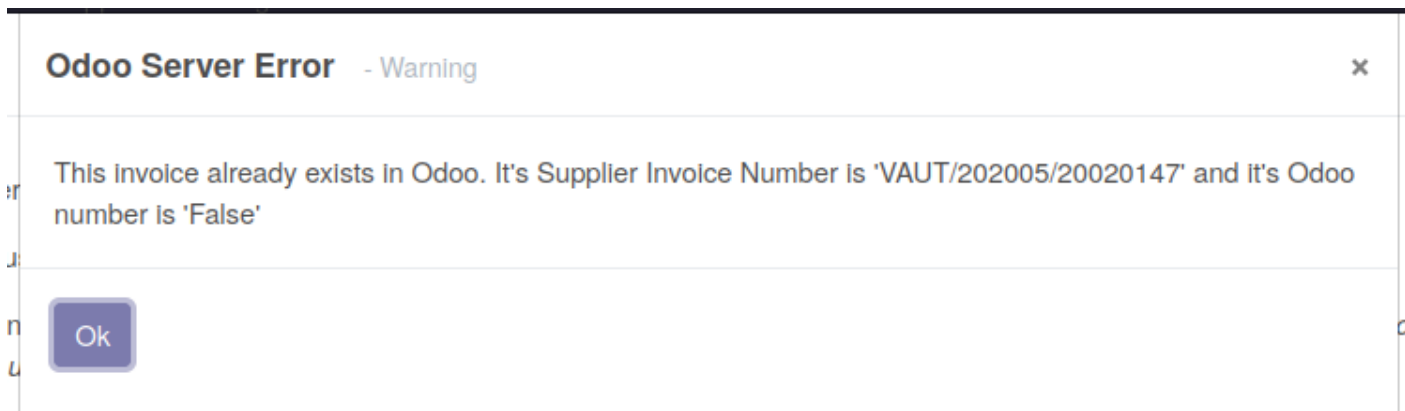 Odoo Server Error - Warning ×
This invoice already exists in Odoo. It's Supplier Invoice Number is 'VAUT/202005/20020147' and it's Odoo
number is 'False'
Ok